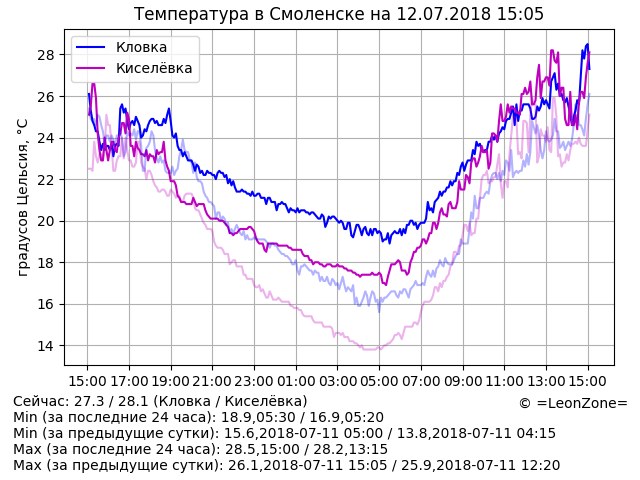 Температура в Смоленске на 12.07.2018 15:05
Кловка
Киселёвка
градусов Цельсия, °C
28
26
24
22
20
18
16
14
15:00 17:00 19:00 21:00 23:00 01:00 03:00 05:00 07:00 09:00 11:00 13:00 15:00
Сейчас: 27.3 / 28.1 (Кловка / Киселёвка)
© =LeonZone=
Min (за последние 24 часа): 18.9,05:30 / 16.9,05:20
Min (за предыдущие сутки): 15.6,2018-07-11 05:00 / 13.8,2018-07-11 04:15
Max (за последние 24 часа): 28.5,15:00 / 28.2,13:15
Max (за предыдущие сутки): 26.1,2018-07-11 15:05 / 25.9,2018-07-11 12:20